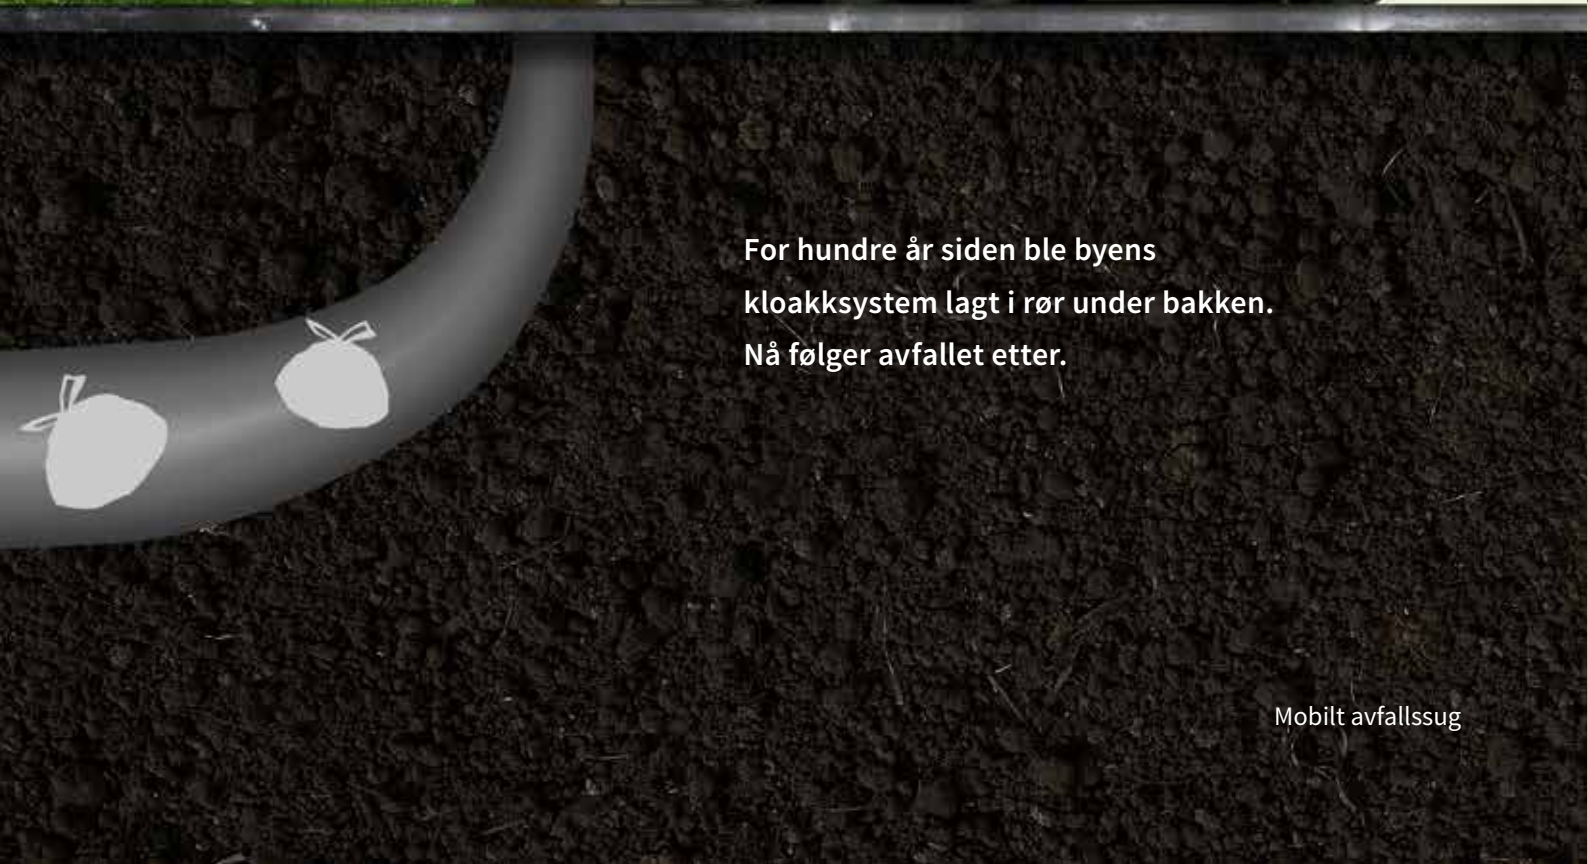 For hundre år siden ble byens
kloakksystem lagt i rør under bakken.
Nå følger avfallet etter.
Mobilt avfallssug